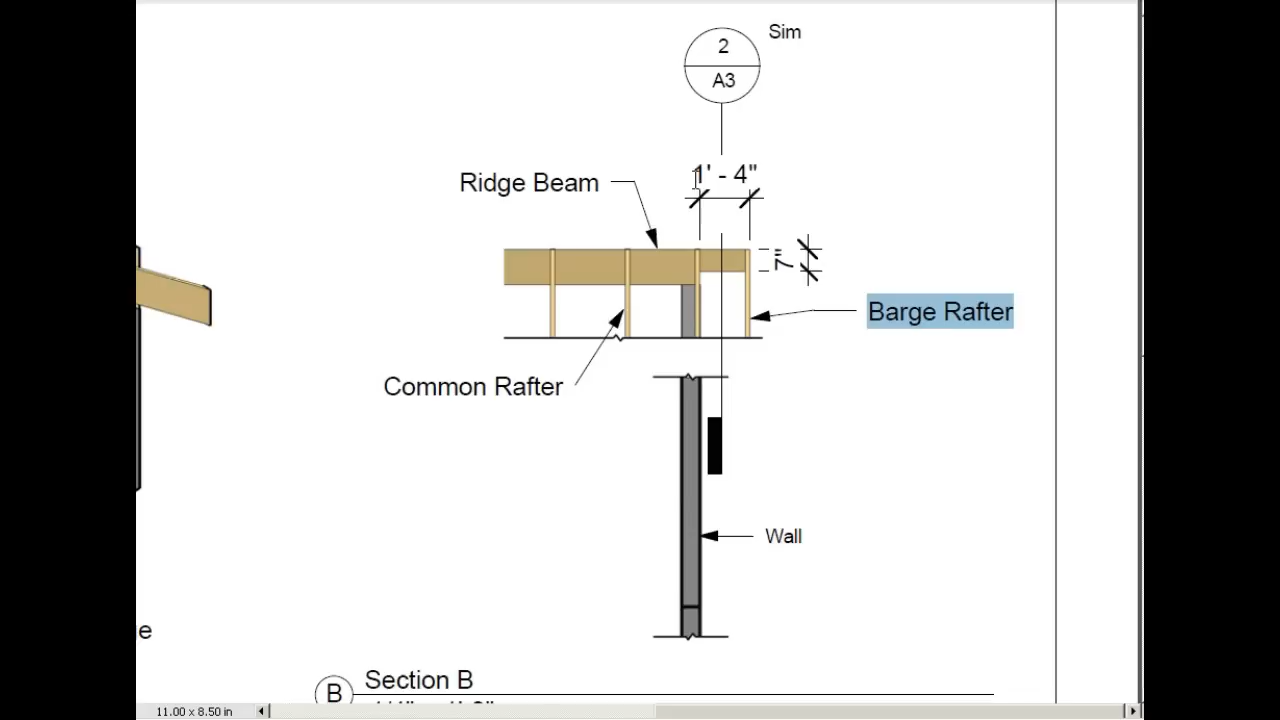 Sim
2
A3
1' - 4"
Ridge Beam
7"
Barge Rafter
Common Rafter
Wall
e
Section B
B
11.00 x 8.50 in